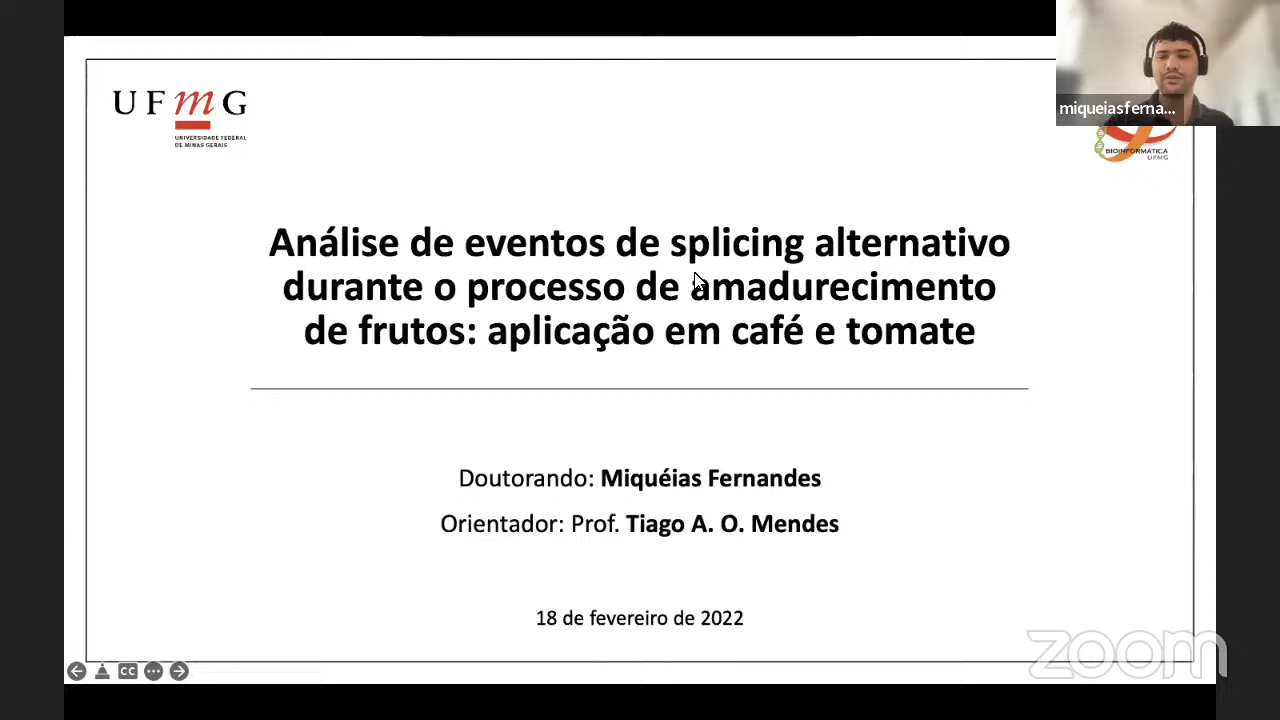 miqueiasferna...
UFmG
UNIVERSIDADE FEDERAL
DE MINAS GERAIS
BIOINFORMÁTICA
UFMG
Análise de eventos de splicing alternativo
durante o processo de amadurecimento
de frutos: aplicação em café e tomate
Doutorando: Miquéias Fernandes
Orientador: Prof. Tiago A. O. Mendes
18 de fevereiro de 2022
zoom
CC